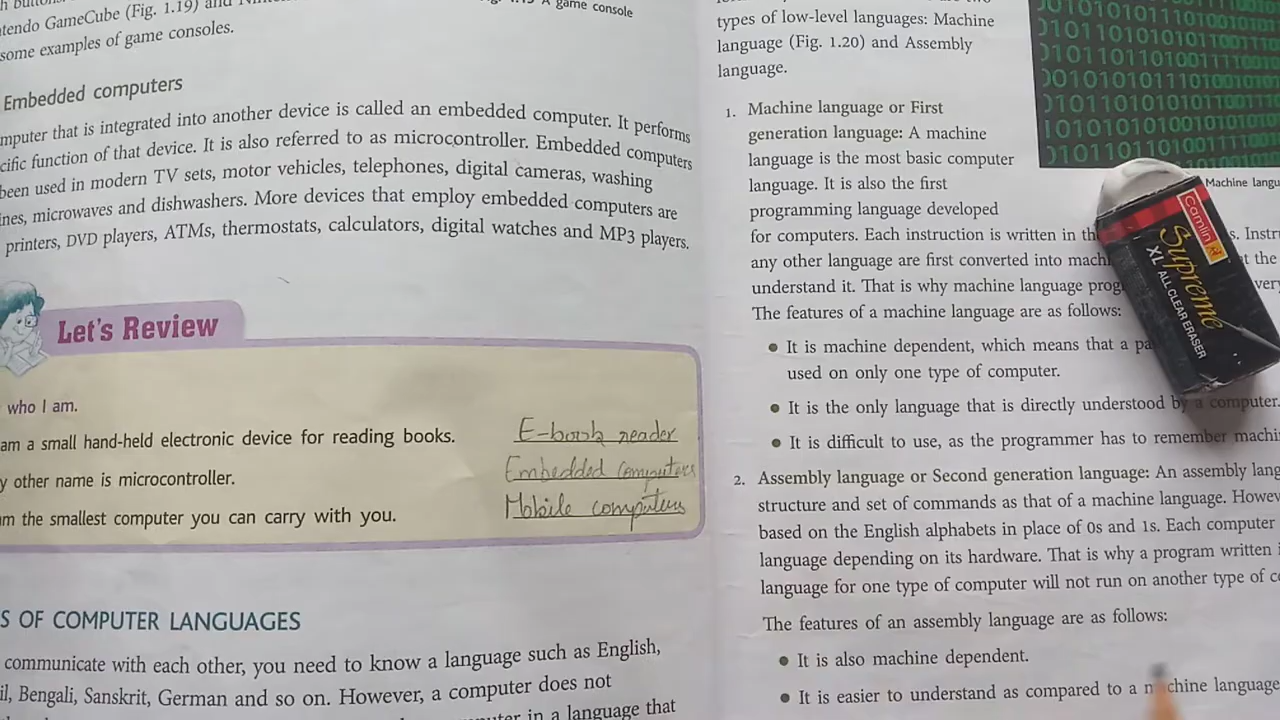 tendo GameCube (Fig. 1.19) and
A game console
some examples of game consoles.
Embedded computers
mputer that is integrated into another device is called an embedded computer. It performs
cific function of that device. It is also referred to as microcontroller. Embedded computers
been used in modern TV sets, motor vehicles, telephones, digital cameras, washing
ines, microwaves and dishwashers. More devices that employ embedded computers are
printers, DVD players, ATMs, thermostats, calculators, digital watches and MP3 players.
Let's Review
who I am.
am a small hand-held electronic device for reading books. E-book reader
y other name is microcontroller. Embedded computers
am the smallest computer you can carry with you. Mobile computers
S OF COMPUTER LANGUAGES
communicate with each other, you need to know a language such as English,
il, Bengali, Sanskrit, German and so on. However, a computer does not
uter in a language that
types of low-level languages: Machine
language (Fig. 1.20) and Assembly
language.
1. Machine language or First
generation language: A machine
language is the most basic computer
language. It is also the first
programming language developed
for computers. Each instruction is written in th s. Instr
any other language are first converted into mach at the
understand it. That is why machine language prog very
The features of a machine language are as follows:
• It is machine dependent, which means that a pa
used on only one type of computer.
• It is the only language that is directly understood by a computer.
• It is difficult to use, as the programmer has to remember machi
2. Assembly language or Second generation language: An assembly lang
structure and set of commands as that of a machine language. Howev
based on the English alphabets in place of 0s and 1s. Each computer
language depending on its hardware. That is why a program written i
language for one type of computer will not run on another type of co
The features of an assembly language are as follows:
• It is also machine dependent.
• It is easier to understand as compared to a machine language
Machine langu
Camlin
Supreme
XL ALL CLEAR ERASER